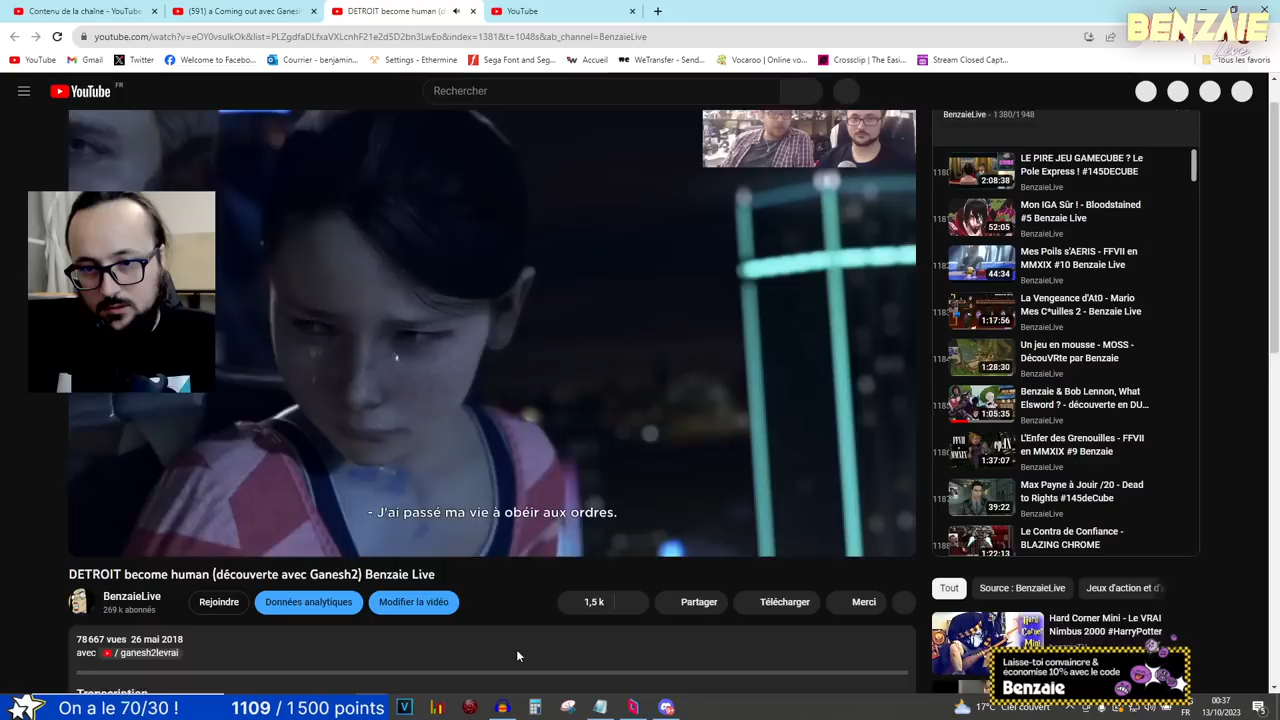 Contenu de la chaîne - YouTube
(591) a Coming out avec Ganesh
DETROIT become human (d
YouTube
BENZAIE
Live
youtube.com/watch?v=eOY0vsuIkOk&list=PLZgdfaDLfxaVXLcnhF21e2d5D2bn3LwEo&index=1381&t=1048s&ab_channel=BenzaieLive
YouTube
Gmail
Twitter
Welcome to Facebo...
Courrier - benjamin...
Settings - Ethermine
Sega Font and Seg...
Accueil
WeTransfer - Send...
Vocaroo | Online vo...
Crossclip | The Easi...
Stream Closed Capt...
Tous les favoris
YouTube FR
Rechercher
BenzaieLive - 1380/1948
LE PIRE JEU GAMECUBE ? Le
Pole Express ! #145DECUBE
BenzaieLive
2:08:38
Mon IGA Sûr ! - Bloodstained
#5 Benzaie Live
BenzaieLive
52:05
Mes Poils s'AERIS - FFVII en
MMXIX #10 Benzaie Live
BenzaieLive
44:34
La Vengeance d'At0 - Mario
Mes C*uilles 2 - Benzaie Live
BenzaieLive
1:17:56
Un jeu en mousse - MOSS -
DécouVRte par Benzaie
BenzaieLive
1:28:30
Benzaie & Bob Lennon, What
Elsword ? - découverte en DU...
BenzaieLive
1:05:35
L'Enfer des Grenouilles - FFVII
en MMXIX #9 Benzaie
BenzaieLive
1:37:07
Max Payne à Jouir /20 - Dead
to Rights #145deCube
BenzaieLive
39:22
Le Contra de Confiance -
BLAZING CHROME
BenzaieLive
1:22:13
- J'ai passé ma vie à obéir aux ordres.
DETROIT become human (découverte avec Ganesh2) Benzaie Live
BenzaieLive
269 k abonnés
Rejoindre
Données analytiques
Modifier la vidéo
1,5 k
Partager
Télécharger
Merci
Tout
Source : BenzaieLive
Jeux d'action et d'
78 667 vues 26 mai 2018
avec / ganesh2levrai
Transcription
Hard Corner Mini - Le VRAI
Nimbus 2000 #HarryPotter
Laisse-toi convaincre &
économise 10% avec le code
Benzaie
On a le 70/30 !
1109 / 1500 points
17°C Ciel couvert
FR
00:37
13/10/2023